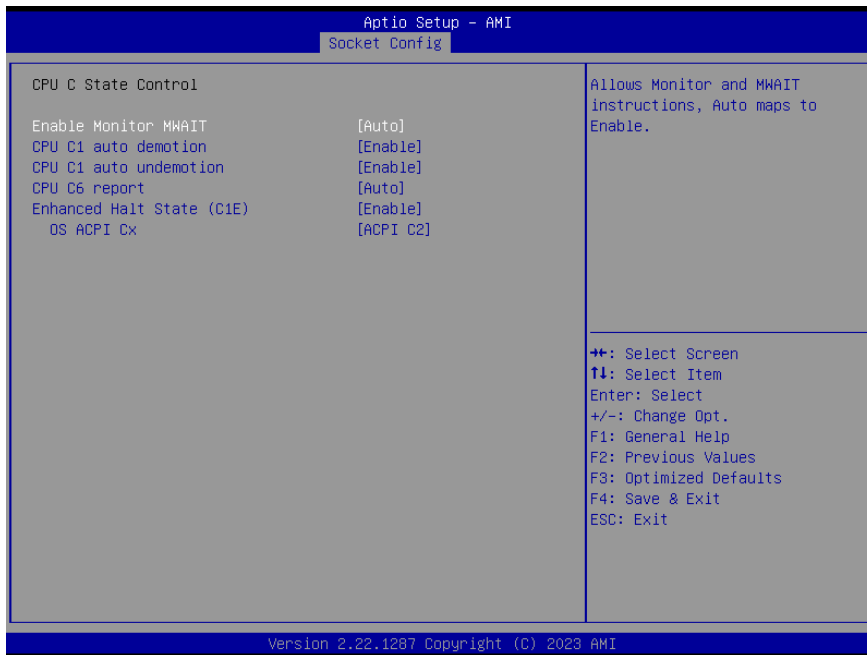 Aptio Setup – AMI
Socket Config
CPU C State Control
Enable Monitor MWAIT [Auto]
CPU C1 auto demotion [Enable]
CPU C1 auto undemotion [Enable]
CPU C6 report [Auto]
Enhanced Halt State (C1E) [Enable]
OS ACPI Cx [ACPI C2]
Allows Monitor and MWAIT
instructions, Auto maps to
Enable.
→←: Select Screen
↑↓: Select Item
Enter: Select
+/-: Change Opt.
F1: General Help
F2: Previous Values
F3: Optimized Defaults
F4: Save & Exit
ESC: Exit
Version 2.22.1287 Copyright (C) 2023 AMI